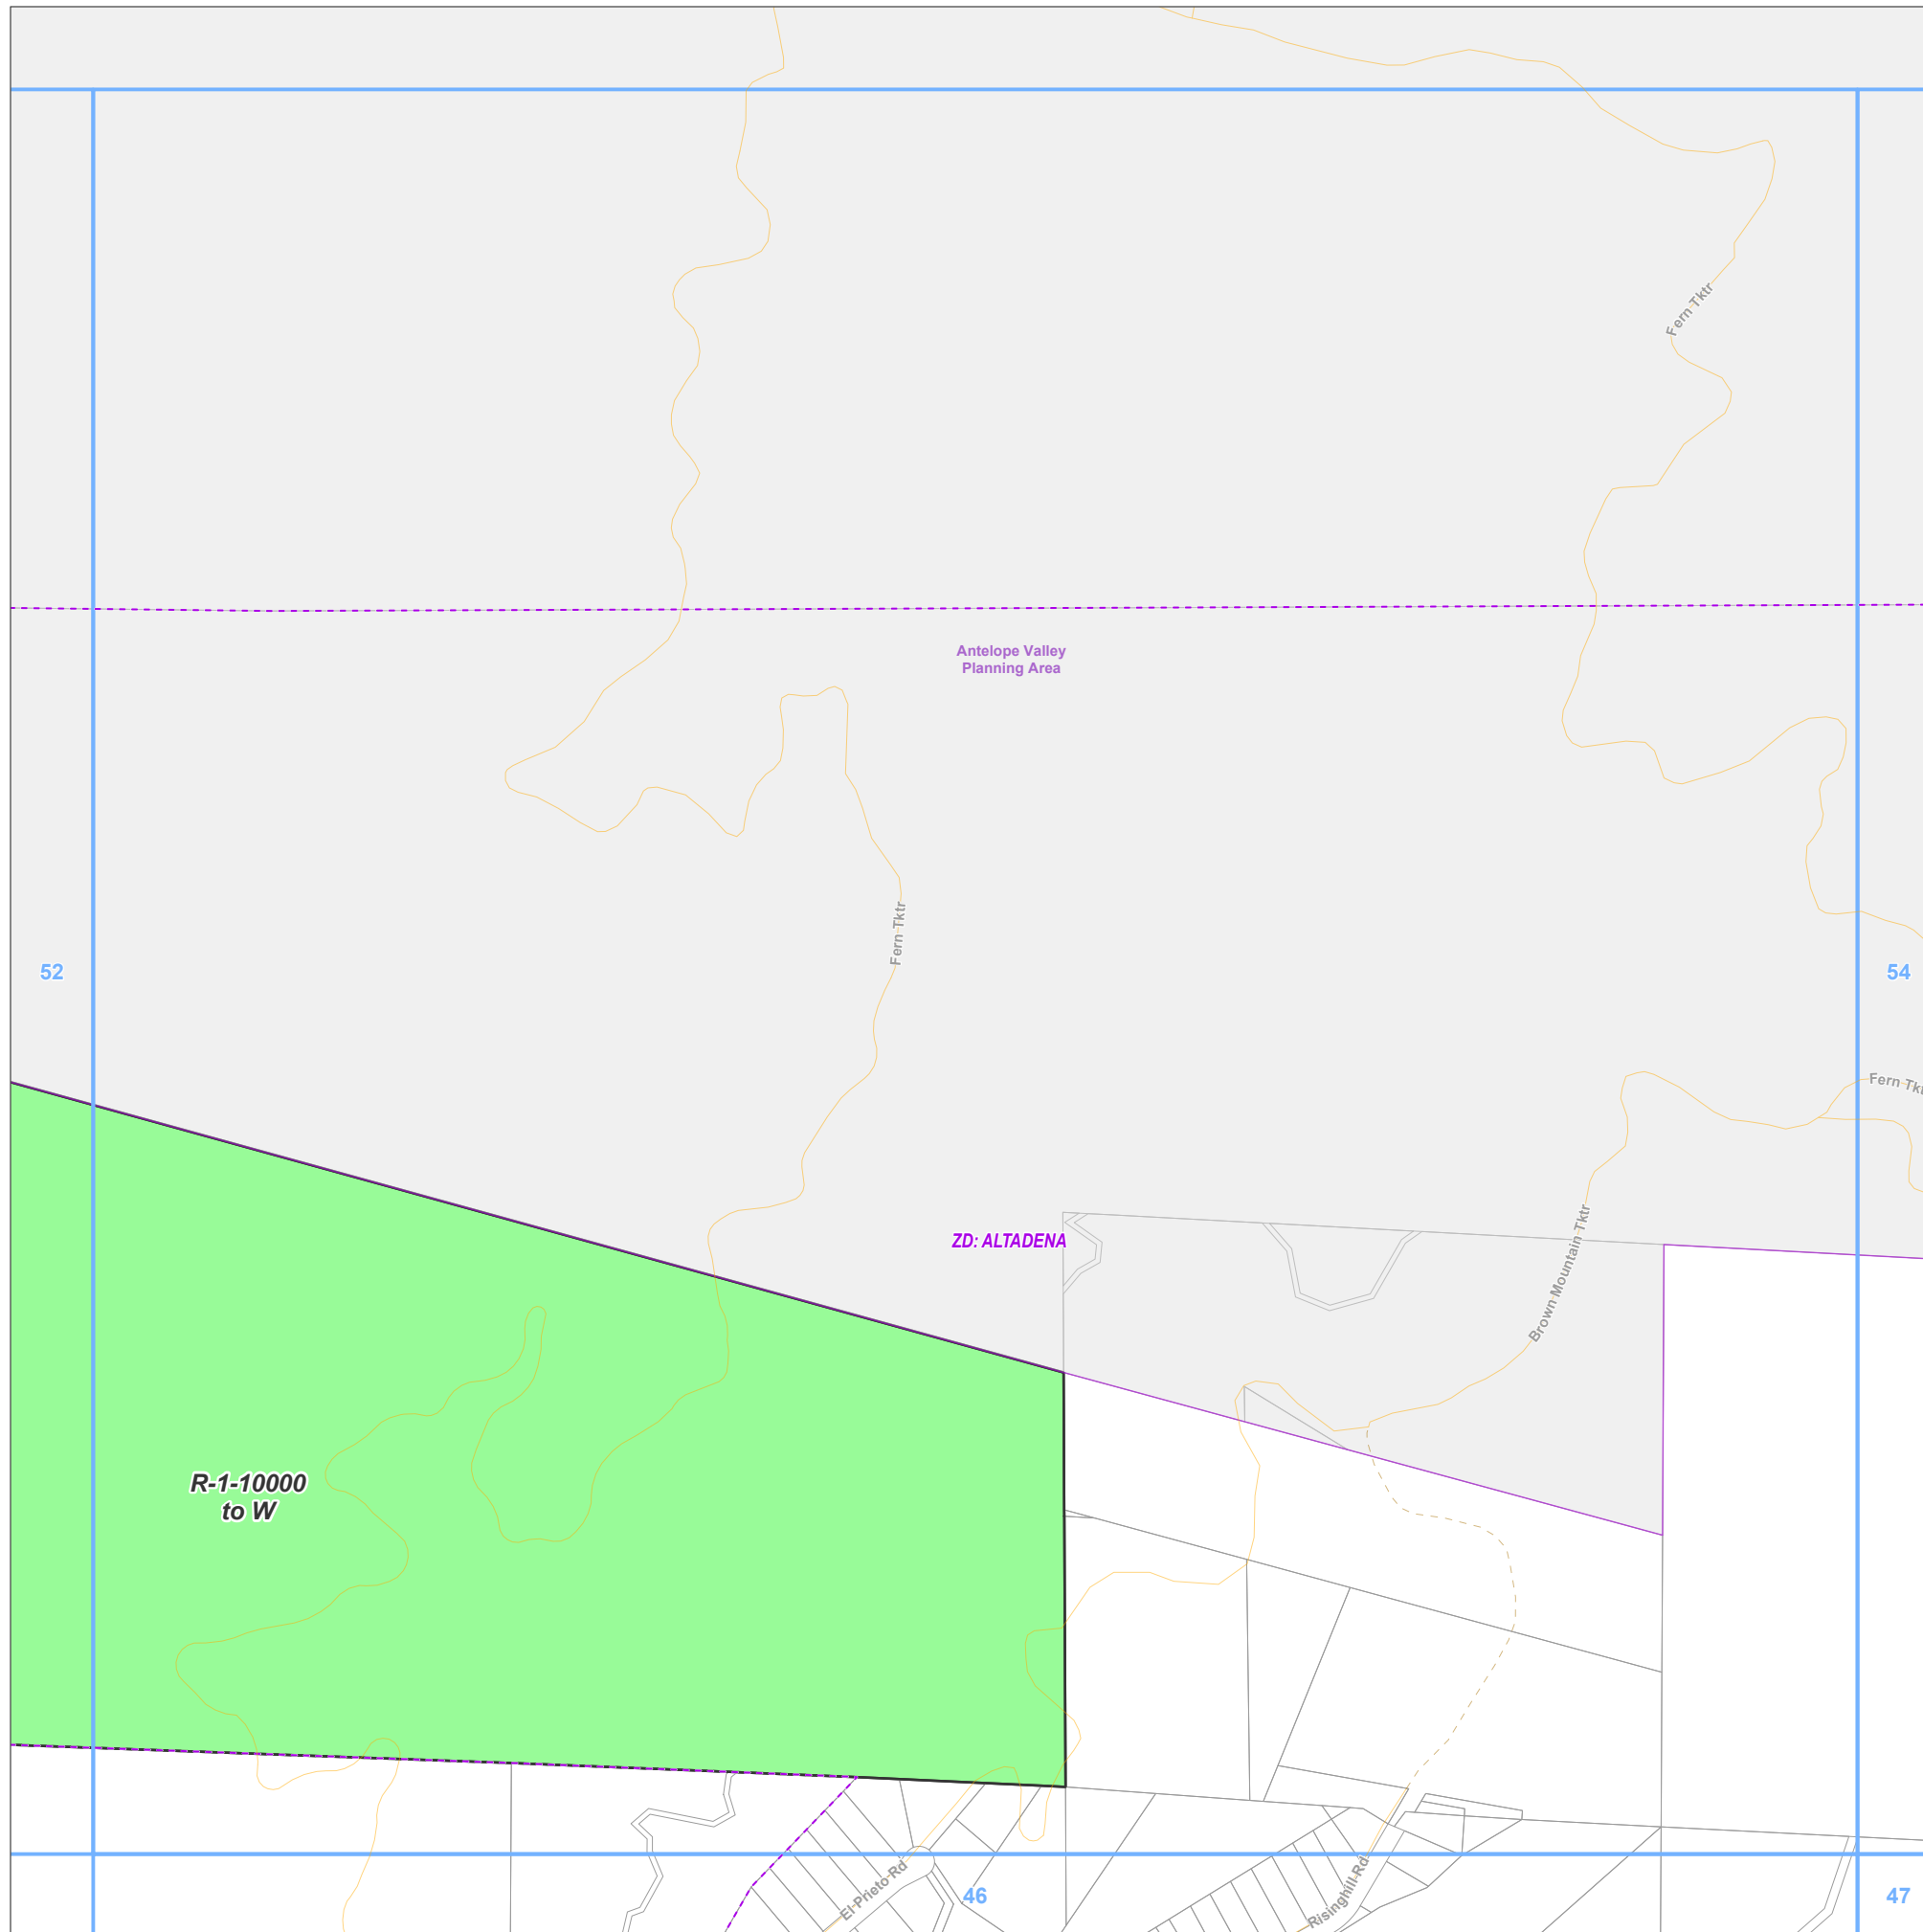 Fern Tktr
Antelope Valley
Planning Area
Fern Tktr
52
54
Fern Tkt
ZD: ALTADENA
Brown Mountain Tktr
R-1-10000
to W
El Prieto Rd
46
Risinghill Rd
47